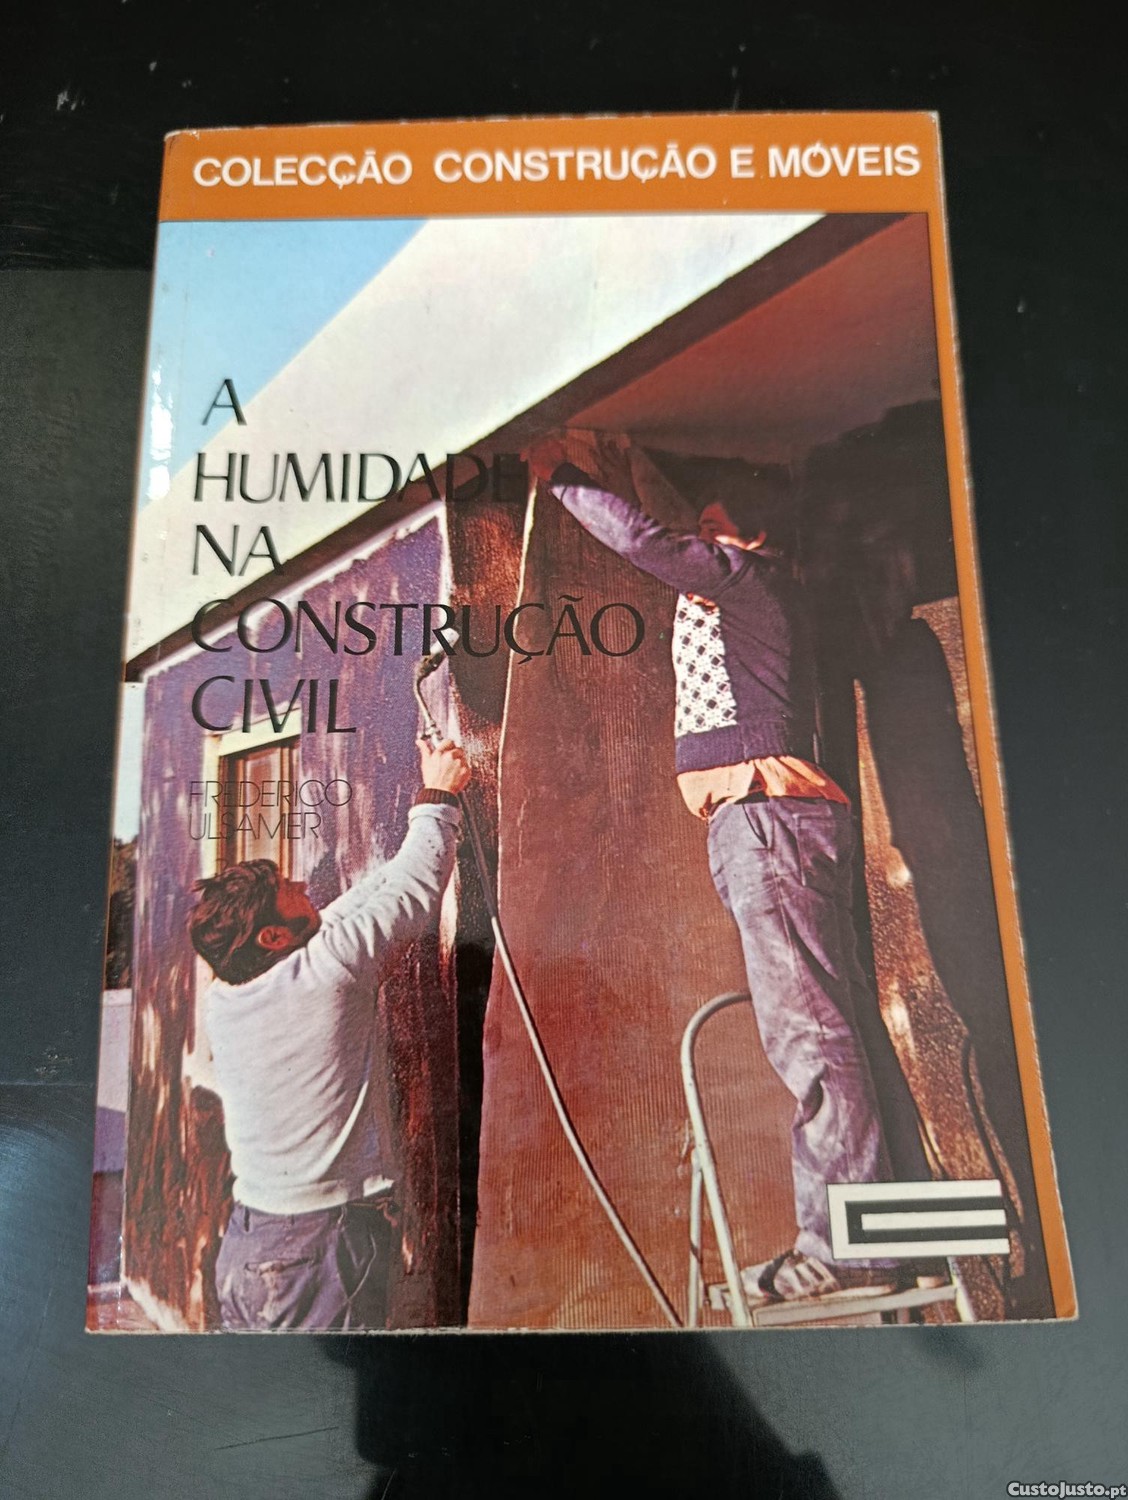 COLECÇÃO CONSTRUÇÃO E MÓVEIS
A
HUMIDADE
NA
CONSTRUÇÃO
CIVIL
FREDERICO
ULSAMER
CustoJusto.pt